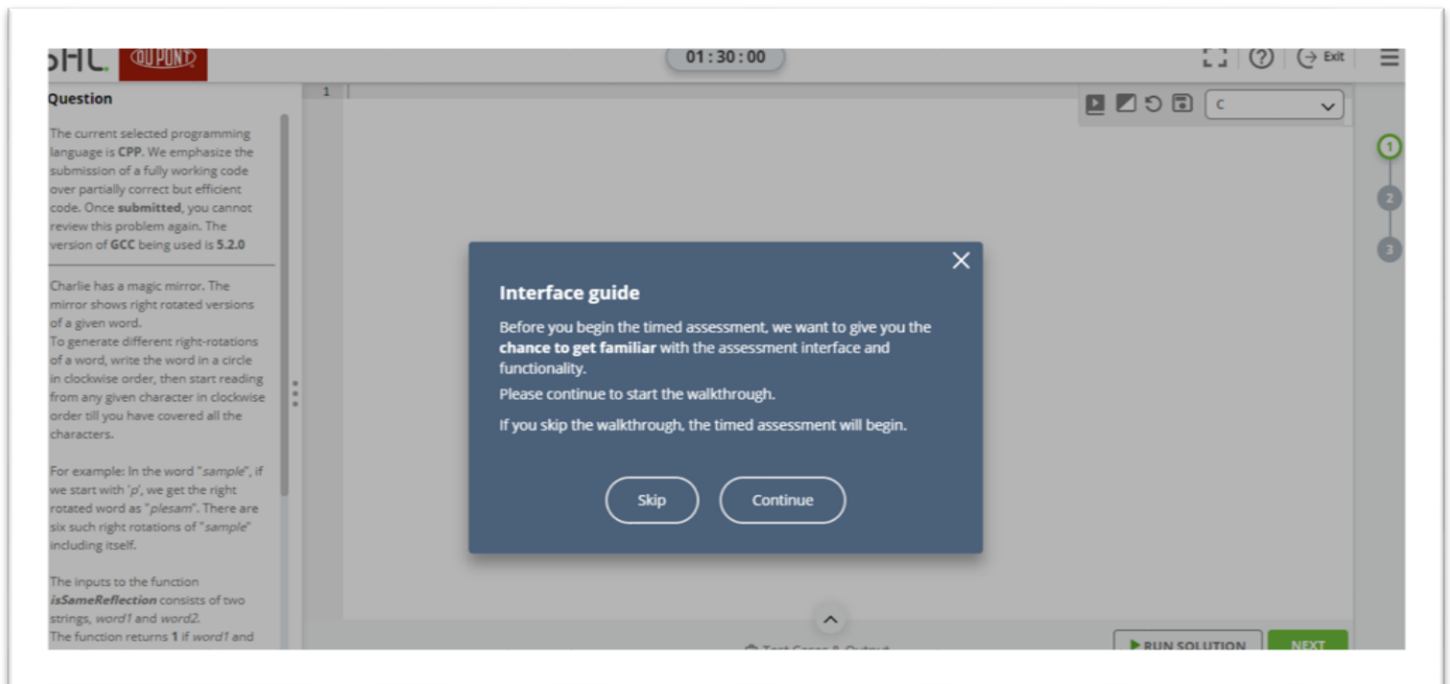 SHL.
DUPONT
01:30:00
Exit
Question
The current selected programming
language is CPP. We emphasize the
submission of a fully working code
over partially correct but efficient
code. Once submitted, you cannot
review this problem again. The
version of GCC being used is 5.2.0
Charlie has a magic mirror. The
mirror shows right rotated versions
of a given word.
To generate different right-rotations
of a word, write the word in a circle
in clockwise order, then start reading
from any given character in clockwise
order till you have covered all the
characters.
For example: In the word "sample", if
we start with 'p', we get the right
rotated word as "plesam". There are
six such right rotations of "sample"
including itself.
The inputs to the function
isSameReflection consists of two
strings, word1 and word2.
The function returns 1 if word1 and
1
C
1
2
3
Interface guide
Before you begin the timed assessment, we want to give you the
chance to get familiar with the assessment interface and
functionality.
Please continue to start the walkthrough.
If you skip the walkthrough, the timed assessment will begin.
Skip
Continue
Test Cases & Output
RUN SOLUTION
NEXT